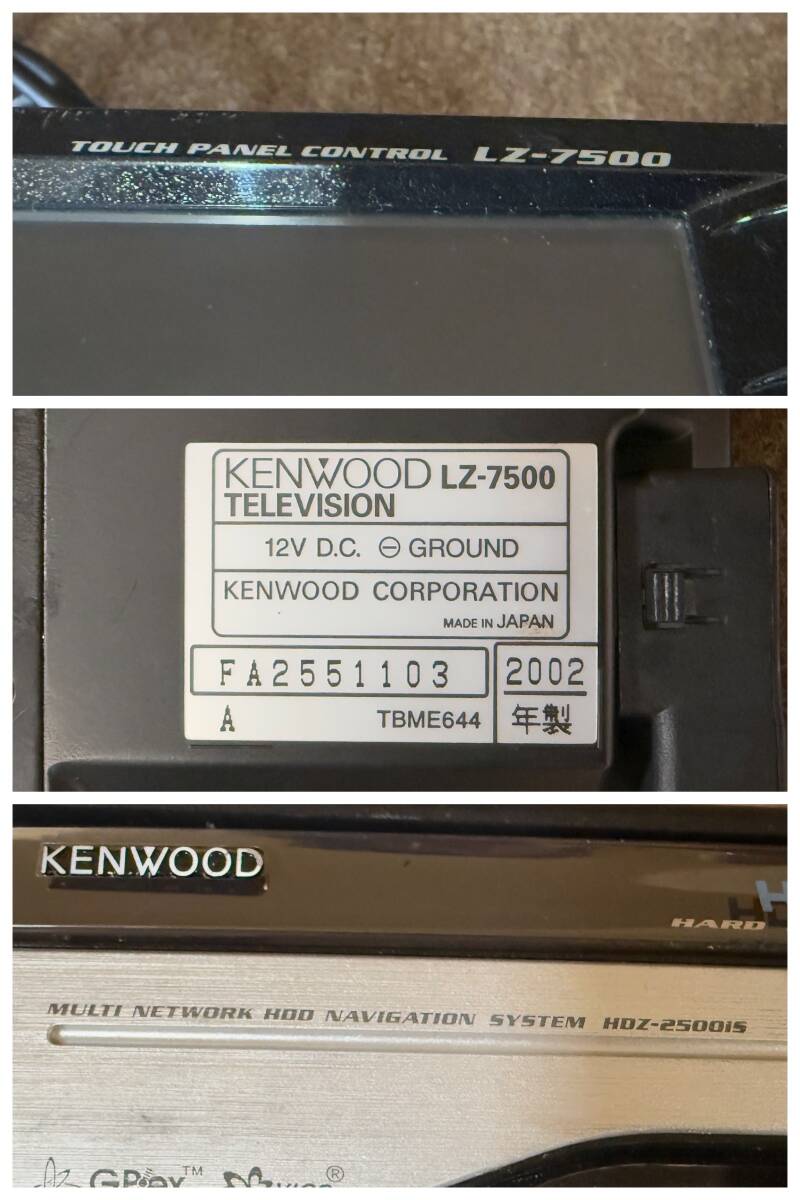 TOUCH PANEL CONTROL LZ-7500
KENWOOD LZ-7500
TELEVISION
12V D.C. ⊖ GROUND
KENWOOD CORPORATION
MADE IN JAPAN
FA2551103
2002
A TBME644
年製
KENWOOD
HARD
MULTI NETWORK HDD NAVIGATION SYSTEM HDZ-2500iS
TM
®